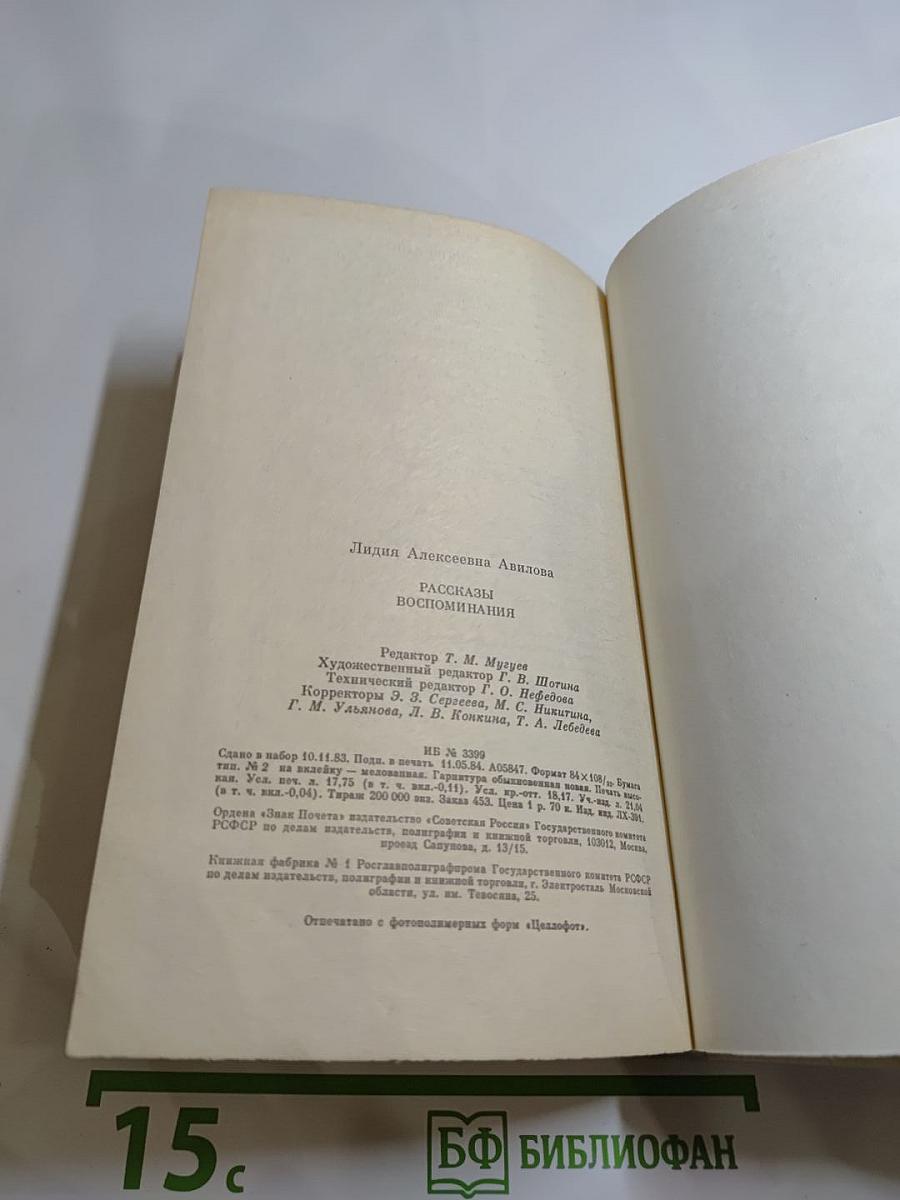 Лидия Алексеевна Авилова
РАССКАЗЫ
ВОСПОМИНАНИЯ
Редактор Т. М. Мугуев
Художественный редактор Г. В. Шотина
Технический редактор Г. О. Нефедова
Корректоры Э. З. Сергеева, М. С. Никитина,
Г. М. Ульянова, Л. В. Конкина, Т. А. Лебедева
ИБ № 3399
Сдано в набор 10.11.83. Подп. в печать 11.05.84. А05847. Формат 84×108/32. Бумага
тип. № 2 на вклейку — мелованная. Гарнитура обыкновенная новая. Печать высо-
кая. Усл. печ. л. 17,75 (в т. ч. вкл.-0,11). Усл. кр.-отт. 18,17. Уч.-изд. л. 21,04
(в т. ч. вкл.-0,04). Тираж 200 000 экз. Заказ 453. Цена 1 р. 70 к. Изд. инд. ЛХ-391.
Ордена «Знак Почета» издательство «Советская Россия» Государственного комитета
РСФСР по делам издательств, полиграфии и книжной торговли, 103012, Москва,
проезд Сапунова, д. 13/15.
Книжная фабрика № 1 Росглавполиграфпрома Государственного комитета РСФСР
по делам издательств, полиграфии и книжной торговли, г. Электросталь Московской
области, ул. им. Тевосяна, 25.
Отпечатано с фотополимерных форм «Целлофот».
15 с
БФ БИБЛИОФАН